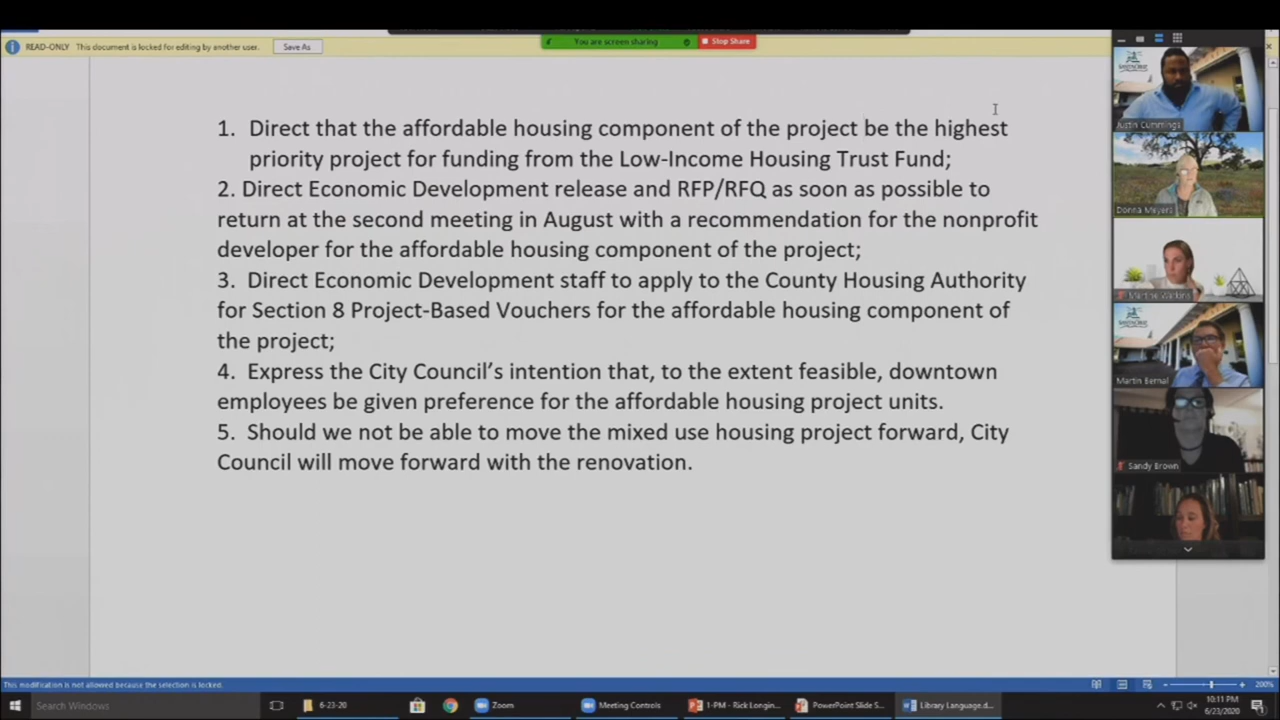 READ-ONLY This document is locked for editing by another user. Save As
You are screen sharing Stop Share
1. Direct that the affordable housing component of the project be the highest
priority project for funding from the Low-Income Housing Trust Fund;
2. Direct Economic Development release and RFP/RFQ as soon as possible to
return at the second meeting in August with a recommendation for the nonprofit
developer for the affordable housing component of the project;
3. Direct Economic Development staff to apply to the County Housing Authority
for Section 8 Project-Based Vouchers for the affordable housing component of
the project;
4. Express the City Council’s intention that, to the extent feasible, downtown
employees be given preference for the affordable housing project units.
5. Should we not be able to move the mixed use housing project forward, City
Council will move forward with the renovation.
Justin Cummings
Donna Meyers
Martine Watkins
Martin Bernal
Sandy Brown
This modification is not allowed because the selection is locked.
200%
Search Windows
6-23-20
Zoom
Meeting Controls
1-PM - Rick Longin...
PowerPoint Slide S...
Library Language.d...
10:11 PM
6/23/2020